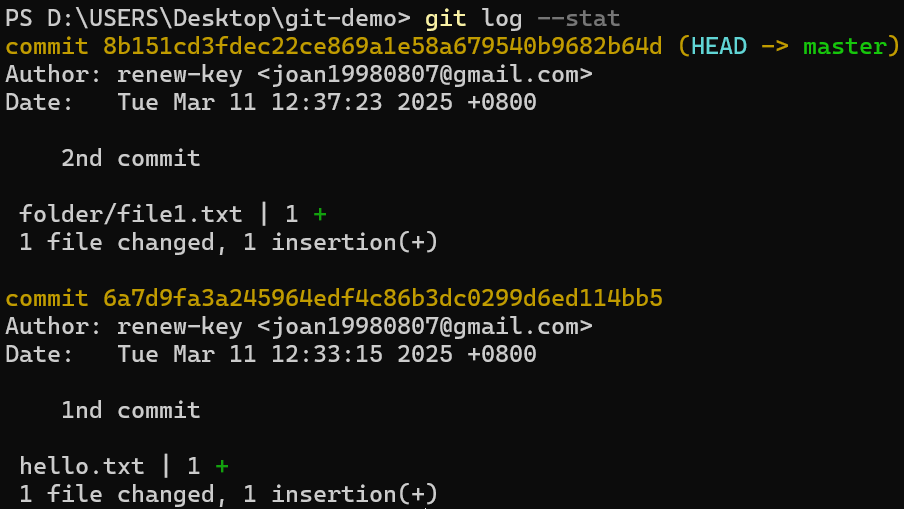 PS D:\USERS\Desktop\git-demo> git log --stat
commit 8b151cd3fdec22ce869a1e58a679540b9682b64d (HEAD -> master)
Author: renew-key <joan19980807@gmail.com>
Date:   Tue Mar 11 12:37:23 2025 +0800

    2nd commit

 folder/file1.txt | 1 +
 1 file changed, 1 insertion(+)

commit 6a7d9fa3a245964edf4c86b3dc0299d6ed114bb5
Author: renew-key <joan19980807@gmail.com>
Date:   Tue Mar 11 12:33:15 2025 +0800

    1nd commit

 hello.txt | 1 +
 1 file changed, 1 insertion(+)